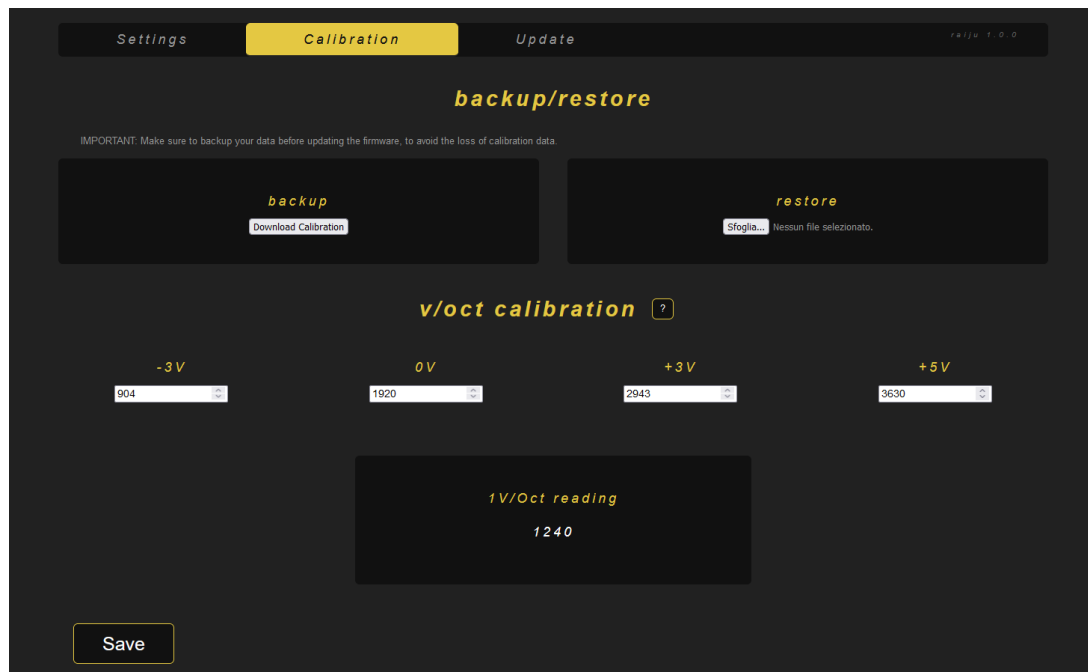 Settings Calibration Update raiju 1.0.0
backup/restore
IMPORTANT: Make sure to backup your data before updating the firmware, to avoid the loss of calibration data.
backup restore
Download Calibration Sfoglia... Nessun file selezionato.
v/oct calibration ?
-3V 0V +3V +5V
904 1920 2943 3630
1V/Oct reading
1240
Save